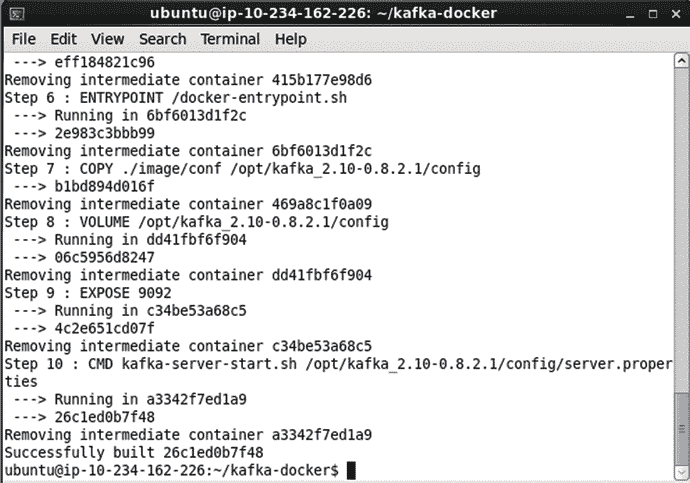 ubuntu@ip-10-234-162-226: ~/kafka-docker
File Edit View Search Terminal Help
---> eff184821c96
Removing intermediate container 415b177e98d6
Step 6 : ENTRYPOINT /docker-entrypoint.sh
---> Running in 6bf6013d1f2c
---> 2e983c3bbb99
Removing intermediate container 6bf6013d1f2c
Step 7 : COPY ./image/conf /opt/kafka_2.10-0.8.2.1/config
---> b1bd894d016f
Removing intermediate container 469a8c1f0a09
Step 8 : VOLUME /opt/kafka_2.10-0.8.2.1/config
---> Running in dd41fbf6f904
---> 06c5956d8247
Removing intermediate container dd41fbf6f904
Step 9 : EXPOSE 9092
---> Running in c34be53a68c5
---> 4c2e651cd07f
Removing intermediate container c34be53a68c5
Step 10 : CMD kafka-server-start.sh /opt/kafka_2.10-0.8.2.1/config/server.proper
ties
---> Running in a3342f7ed1a9
---> 26c1ed0b7f48
Removing intermediate container a3342f7ed1a9
Successfully built 26c1ed0b7f48
ubuntu@ip-10-234-162-226:~/kafka-docker$